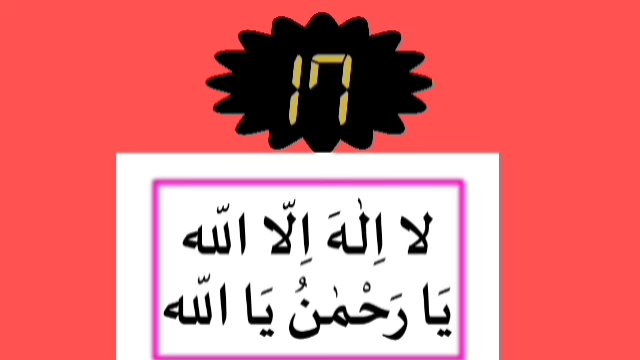 17
لا اِلٰهَ اِلّا اللّه
يَا رَحْمٰنُ يَا اللّه